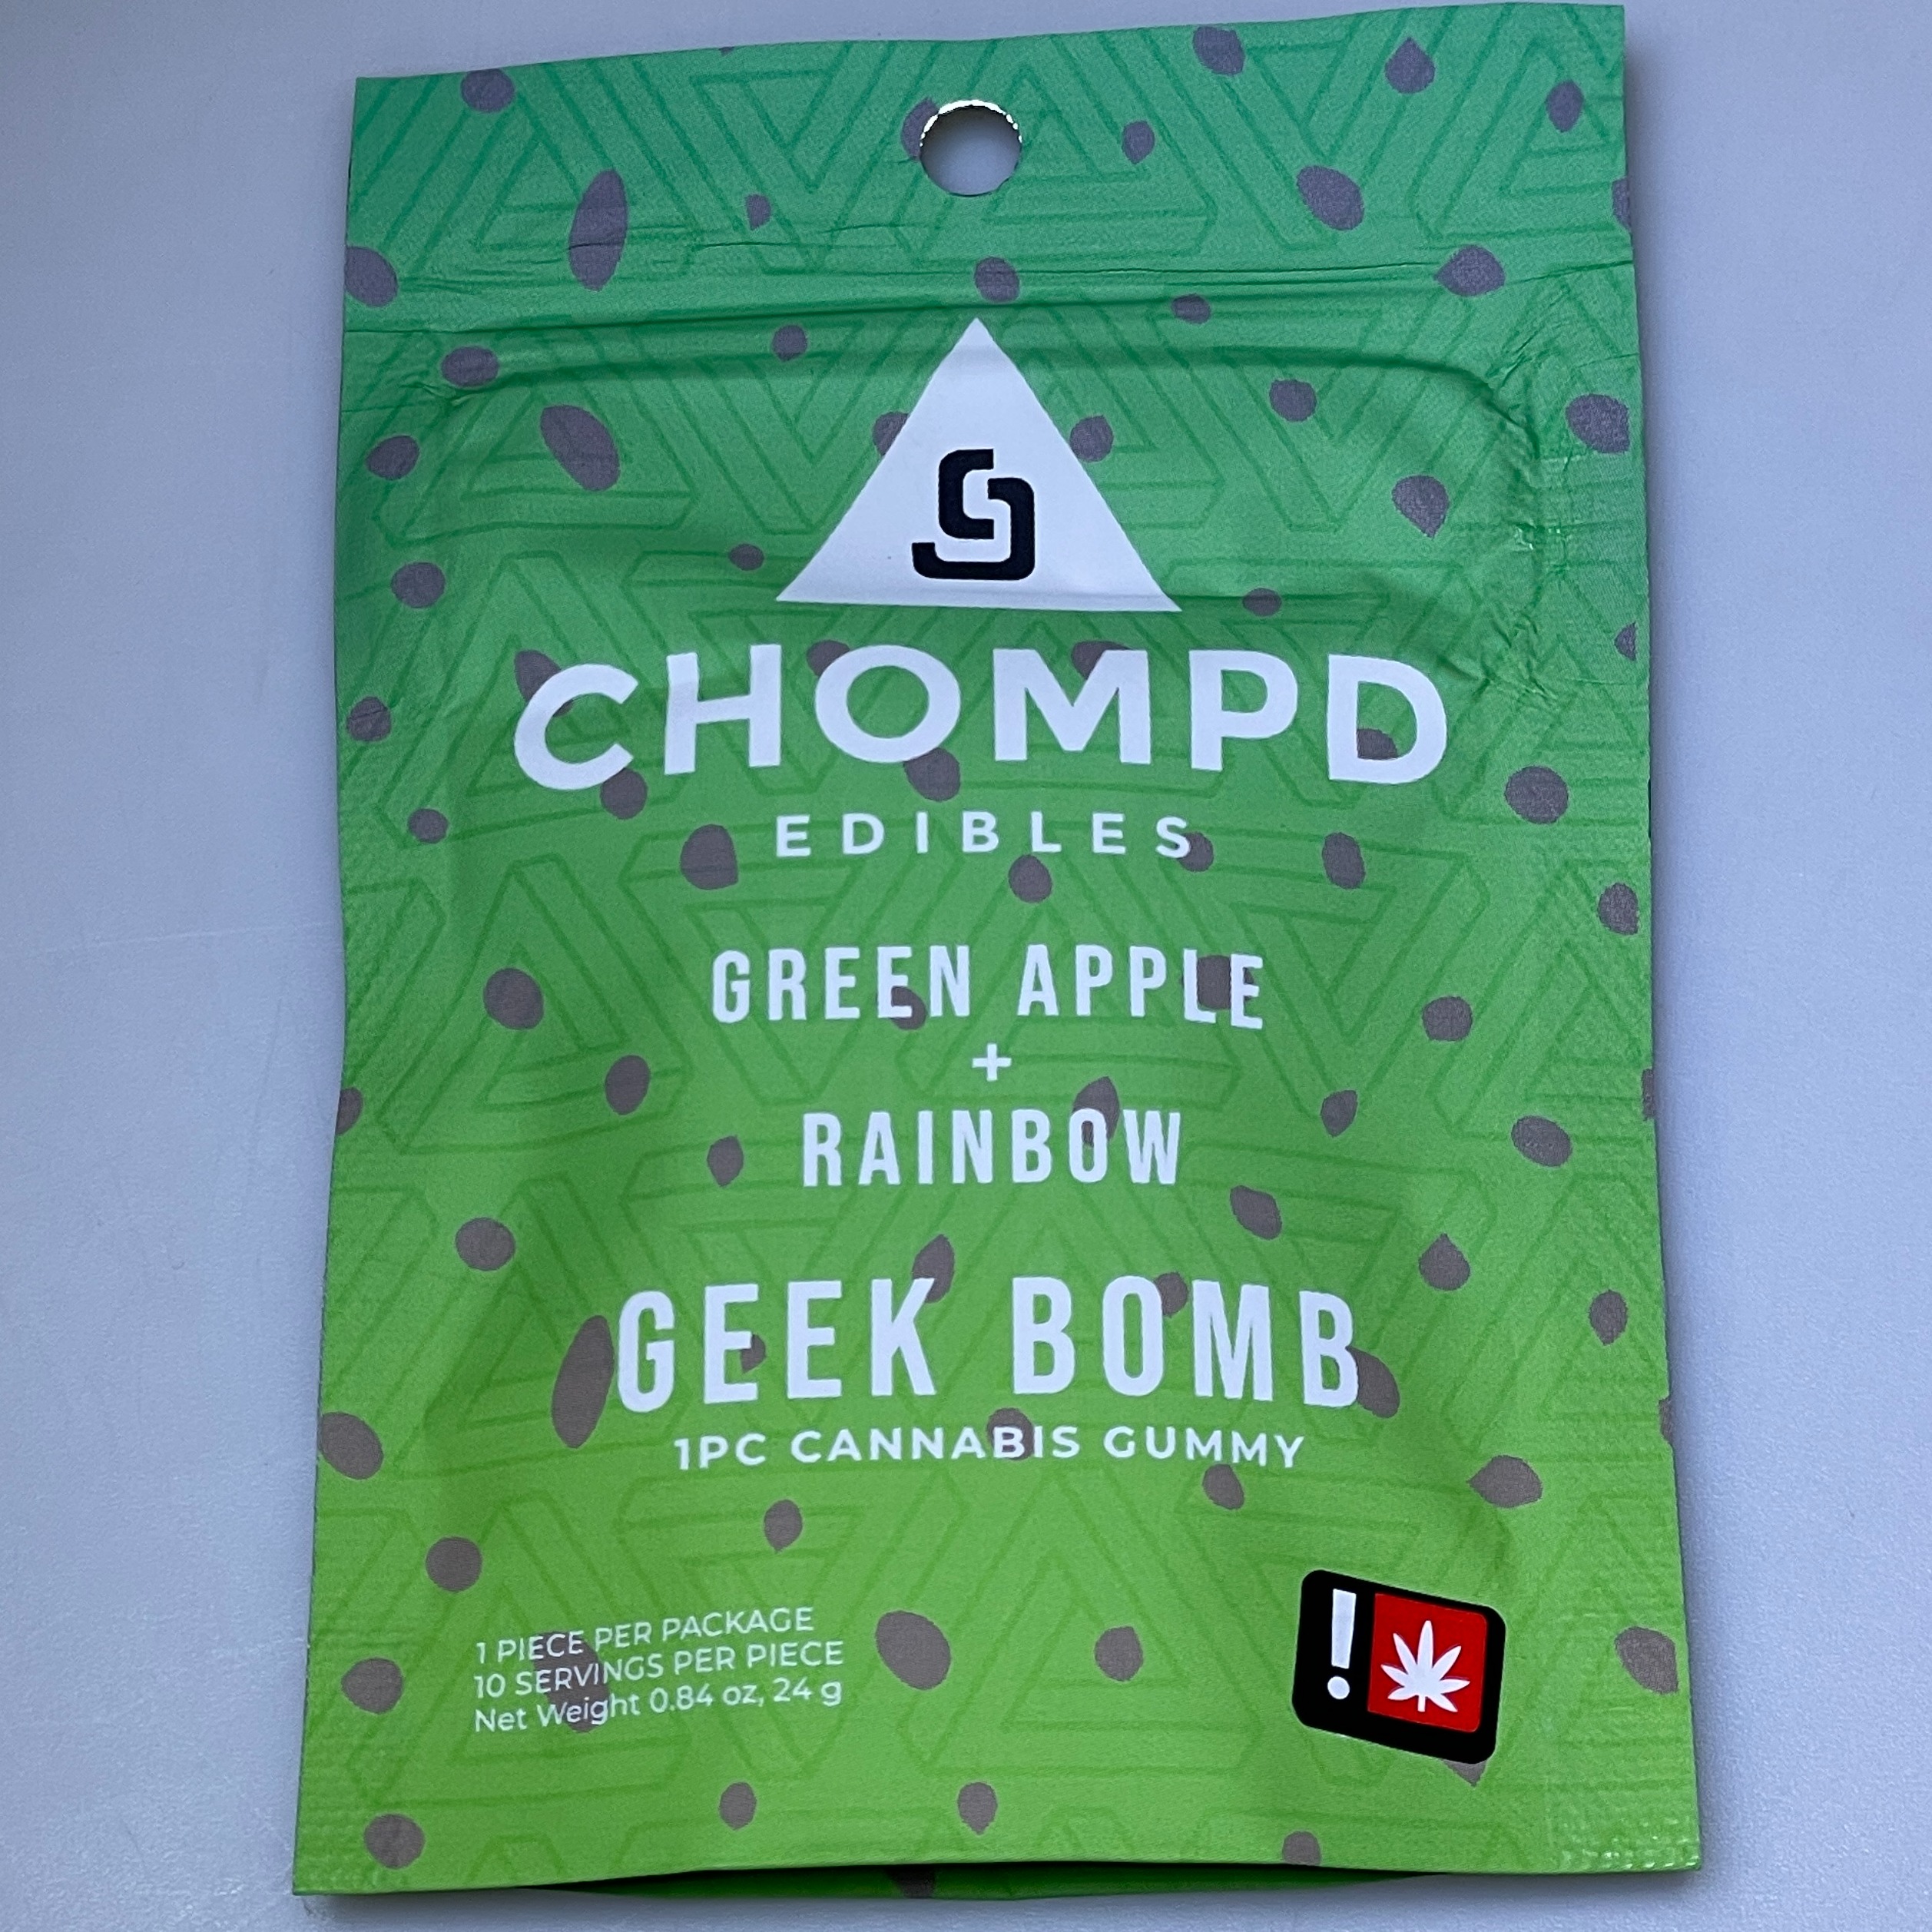 CHOMPD
EDIBLES
GREEN APPLE
+
RAINBOW
GEEK BOMB
1PC CANNABIS GUMMY
1 PIECE PER PACKAGE
10 SERVINGS PER PIECE
Net Weight 0.84 oz, 24 g
!